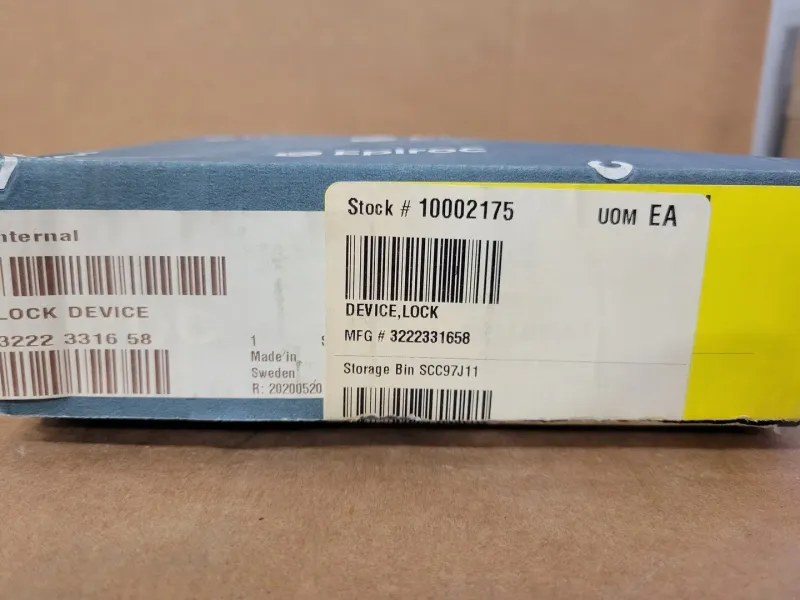 Epiroc
nternal
LOCK DEVICE
3222 3316 58
1 S
Made in
Sweden
R: 20200520
Stock # 10002175 UOM EA
DEVICE,LOCK
MFG # 3222331658
Storage Bin SCC97J11